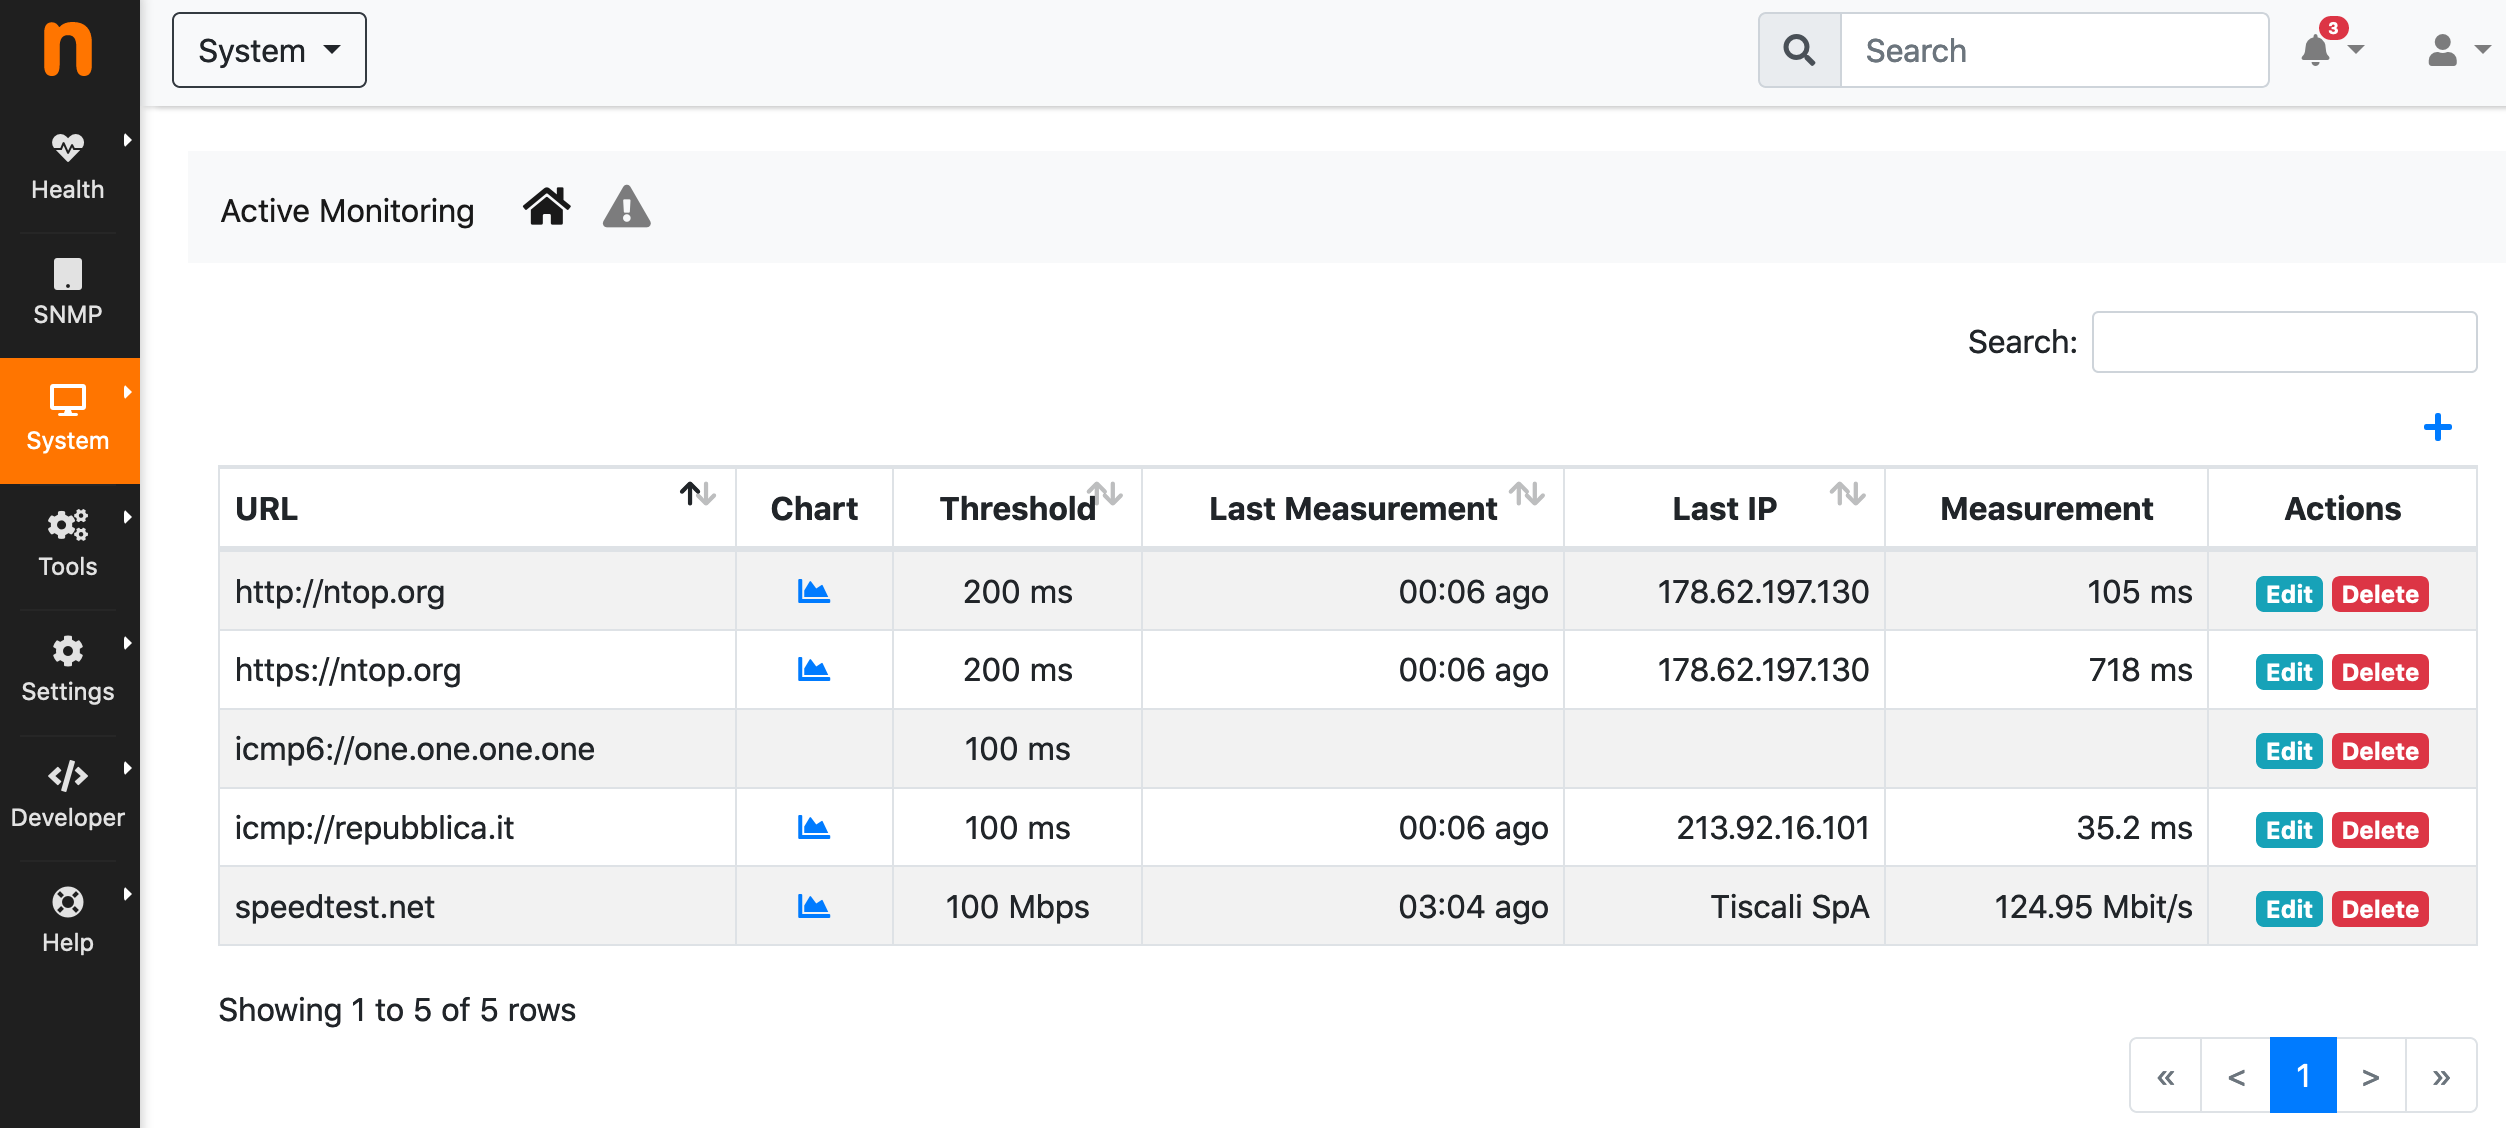 n
System
Search
3
Health
SNMP
System
Tools
Settings
Developer
Help
Active Monitoring
Search:
+
URL Chart Threshold Last Measurement Last IP Measurement Actions
http://ntop.org 200 ms 00:06 ago 178.62.197.130 105 ms Edit Delete
https://ntop.org 200 ms 00:06 ago 178.62.197.130 718 ms Edit Delete
icmp6://one.one.one.one 100 ms Edit Delete
icmp://repubblica.it 100 ms 00:06 ago 213.92.16.101 35.2 ms Edit Delete
speedtest.net 100 Mbps 03:04 ago Tiscali SpA 124.95 Mbit/s Edit Delete
Showing 1 to 5 of 5 rows
« < 1 > »